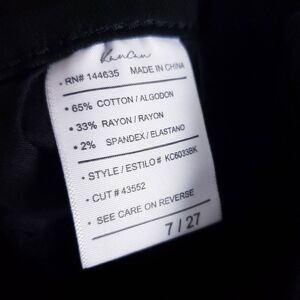 KanCan
• RN# 144635 MADE IN CHINA
• 65% COTTON / ALGODON
• 33% RAYON / RAYON
• 2% SPANDEX / ELASTANO
• STYLE / ESTILO # KC6033BK
• CUT # 43552
• SEE CARE ON REVERSE
7 / 27